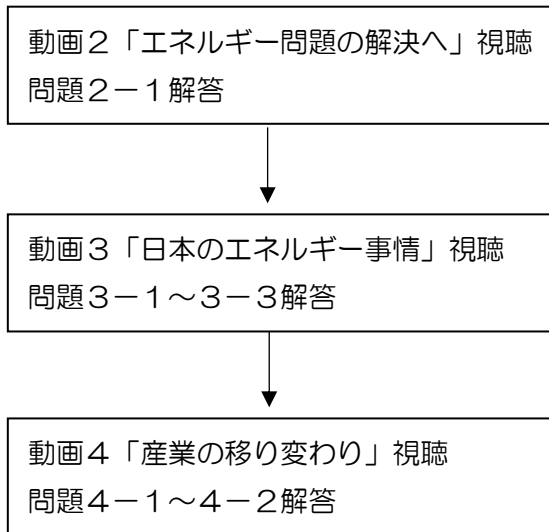 動画２「エネルギー問題の解決へ」視聴
問題２－１解答
動画３「日本のエネルギー事情」視聴
問題３－１～３－３解答
動画４「産業の移り変わり」視聴
問題４－１～４－２解答